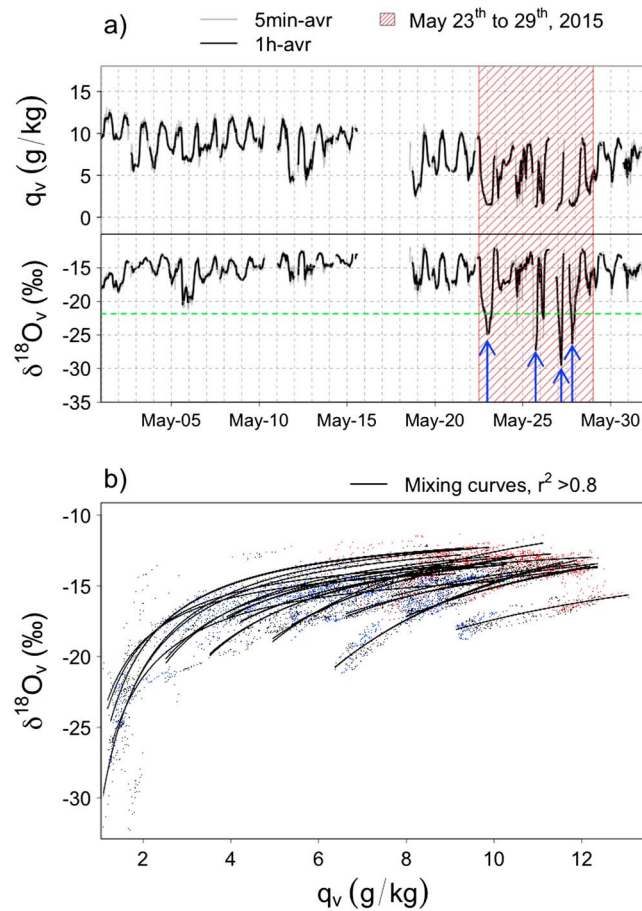 a)
5min-avr
1h-avr
May 23th to 29th, 2015
qv (g/kg)
15
10
5
0
δ18Ov (‰)
-15
-20
-25
-30
-35
May-05
May-10
May-15
May-20
May-25
May-30
b)
Mixing curves, r2 >0.8
δ18Ov (‰)
-10
-15
-20
-25
-30
2
4
6
8
10
12
qv (g/kg)